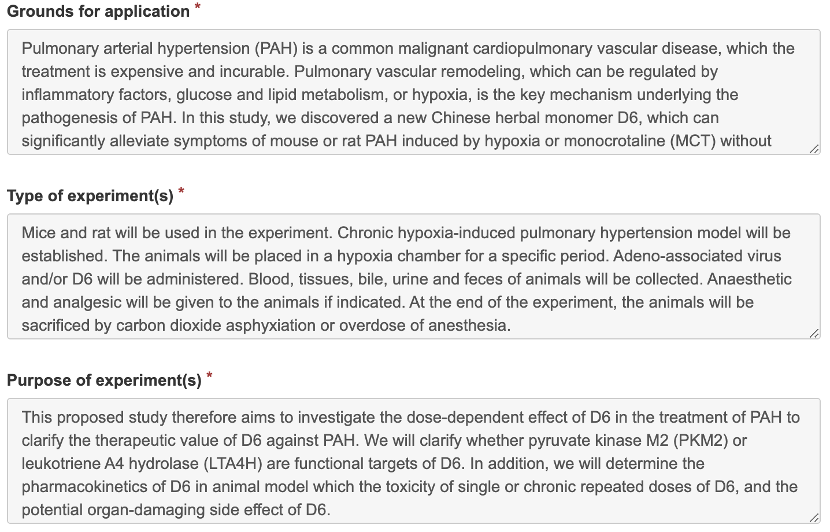 Grounds for application *
Pulmonary arterial hypertension (PAH) is a common malignant cardiopulmonary vascular disease, which the
treatment is expensive and incurable. Pulmonary vascular remodeling, which can be regulated by
inflammatory factors, glucose and lipid metabolism, or hypoxia, is the key mechanism underlying the
pathogenesis of PAH. In this study, we discovered a new Chinese herbal monomer D6, which can
significantly alleviate symptoms of mouse or rat PAH induced by hypoxia or monocrotaline (MCT) without
Type of experiment(s) *
Mice and rat will be used in the experiment. Chronic hypoxia-induced pulmonary hypertension model will be
established. The animals will be placed in a hypoxia chamber for a specific period. Adeno-associated virus
and/or D6 will be administered. Blood, tissues, bile, urine and feces of animals will be collected. Anaesthetic
and analgesic will be given to the animals if indicated. At the end of the experiment, the animals will be
sacrificed by carbon dioxide asphyxiation or overdose of anesthesia.
Purpose of experiment(s) *
This proposed study therefore aims to investigate the dose-dependent effect of D6 in the treatment of PAH to
clarify the therapeutic value of D6 against PAH. We will clarify whether pyruvate kinase M2 (PKM2) or
leukotriene A4 hydrolase (LTA4H) are functional targets of D6. In addition, we will determine the
pharmacokinetics of D6 in animal model which the toxicity of single or chronic repeated doses of D6, and the
potential organ-damaging side effect of D6.